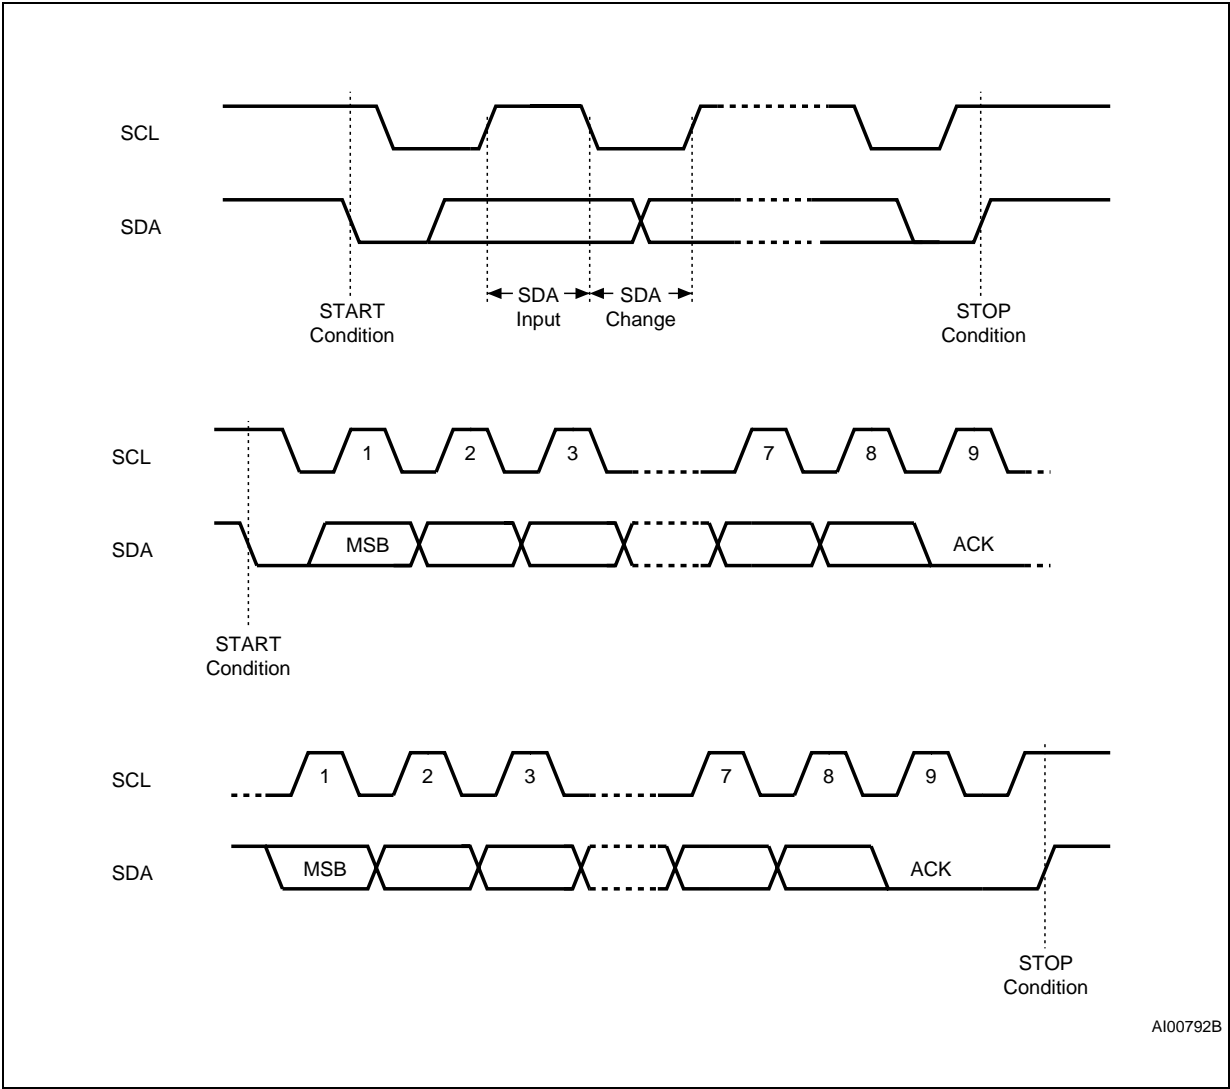 SCL
SDA
START
Condition
SDA
Input
SDA
Change
STOP
Condition
SCL
1
2
3
7
8
9
SDA
MSB
ACK
START
Condition
SCL
1
2
3
7
8
9
SDA
MSB
ACK
STOP
Condition
AI00792B